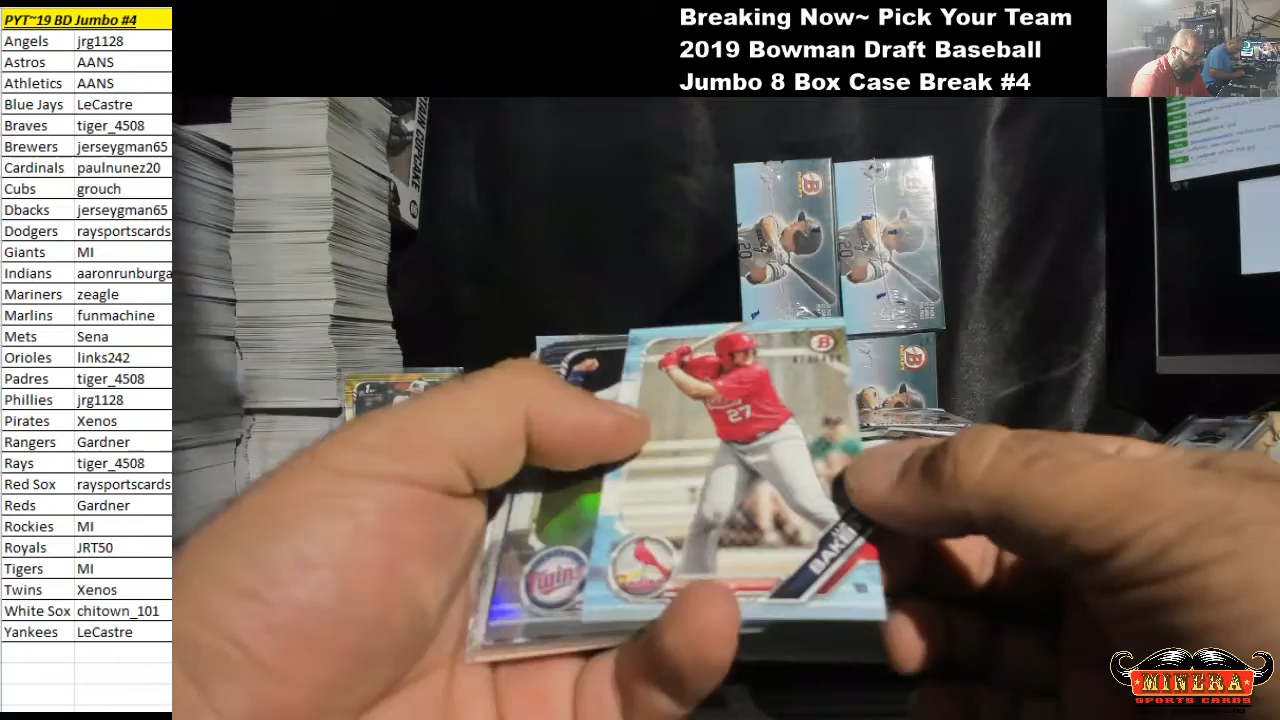 PYT~19 BD Jumbo #4
Angels jrg1128
Astros AANS
Athletics AANS
Blue Jays LeCastre
Braves tiger_4508
Brewers jerseygman65
Cardinals paulnunez20
Cubs grouch
Dbacks jerseygman65
Dodgers raysportscards
Giants MI
Indians aaronrunburga
Mariners zeagle
Marlins funmachine
Mets Sena
Orioles links242
Padres tiger_4508
Phillies jrg1128
Pirates Xenos
Rangers Gardner
Rays tiger_4508
Red Sox raysportscards
Reds Gardner
Rockies MI
Royals JRT50
Tigers MI
Twins Xenos
White Sox chitown_101
Yankees LeCastre
Breaking Now~ Pick Your Team
2019 Bowman Draft Baseball
Jumbo 8 Box Case Break #4
CUPCAKE
B
27
Twins
MINERA
SPORTS CARDS